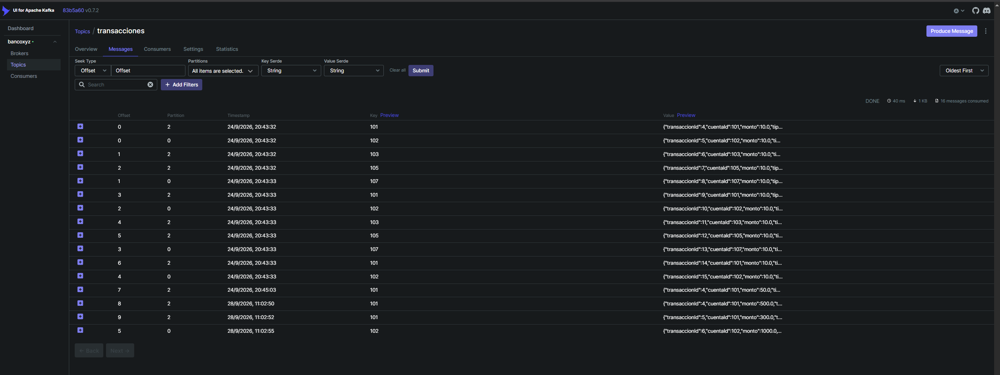 UI for Apache Kafka 83b5a60 v0.7.2 A
Dashboard
bancoxyz
Brokers
Topics
Consumers
Topics / transacciones
Produce Message
Overview Messages Consumers Settings Statistics
Seek Type Partitions Key Serde Value Serde
Offset Offset All items are selected. String String Clear all Submit Oldest First
Search + Add Filters
DONE 40 ms 1 KB 16 messages consumed
Offset Partition Timestamp Key Preview Value Preview
0 2 24/9/2026, 20:43:32 101 {"transaccionId":4,"cuentaId":101,"monto":10.0,"tip...
0 0 24/9/2026, 20:43:32 102 {"transaccionId":5,"cuentaId":102,"monto":10.0,"ti...
1 2 24/9/2026, 20:43:32 103 {"transaccionId":6,"cuentaId":103,"monto":10.0,"ti...
2 2 24/9/2026, 20:43:32 105 {"transaccionId":7,"cuentaId":105,"monto":10.0,"tip...
1 0 24/9/2026, 20:43:33 107 {"transaccionId":8,"cuentaId":107,"monto":10.0,"tip...
3 2 24/9/2026, 20:43:33 101 {"transaccionId":9,"cuentaId":101,"monto":10.0,"tip...
2 0 24/9/2026, 20:43:33 102 {"transaccionId":10,"cuentaId":102,"monto":10.0,"ti...
4 2 24/9/2026, 20:43:33 103 {"transaccionId":11,"cuentaId":103,"monto":10.0,"ti...
5 2 24/9/2026, 20:43:33 105 {"transaccionId":12,"cuentaId":105,"monto":10.0,"ti...
3 0 24/9/2026, 20:43:33 107 {"transaccionId":13,"cuentaId":107,"monto":10.0,"ti...
6 2 24/9/2026, 20:43:33 101 {"transaccionId":14,"cuentaId":101,"monto":10.0,"ti...
4 0 24/9/2026, 20:43:33 102 {"transaccionId":15,"cuentaId":102,"monto":10.0,"ti...
7 2 24/9/2026, 20:45:03 101 {"transaccionId":4,"cuentaId":101,"monto":50.0,"ti...
8 2 28/9/2026, 11:02:50 101 {"transaccionId":4,"cuentaId":101,"monto":500.0,"t...
9 2 28/9/2026, 11:02:52 101 {"transaccionId":5,"cuentaId":101,"monto":300.0,"t...
5 0 28/9/2026, 11:02:55 102 {"transaccionId":6,"cuentaId":102,"monto":1000.0,...
← Back Next →